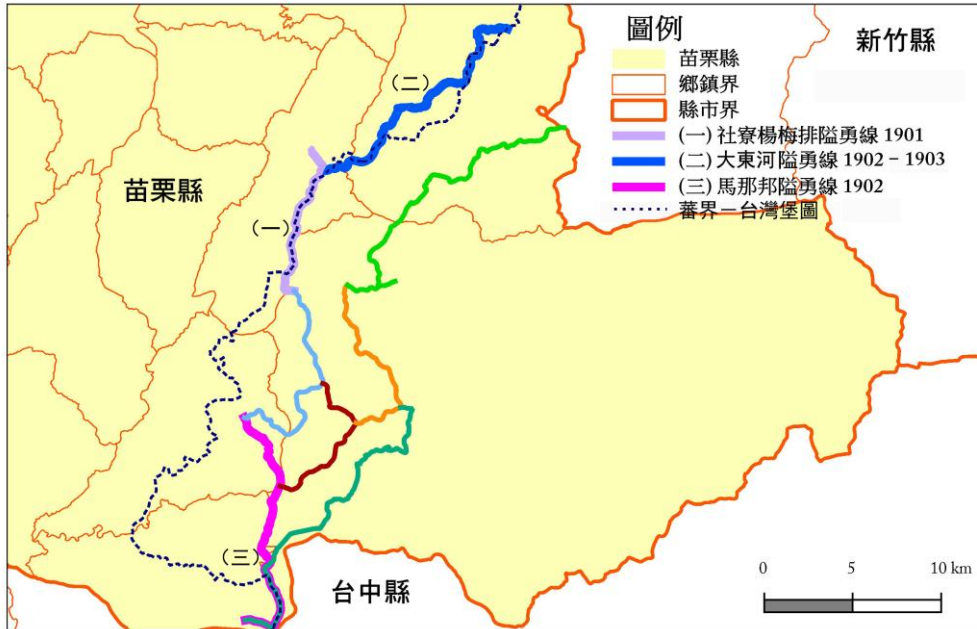 圖例
苗栗縣
鄉鎮界
縣市界
(一) 社寮楊梅排隘勇線 1901
(二) 大東河隘勇線 1902－1903
(三) 馬那邦隘勇線 1902
蕃界－台灣堡圖
新竹縣
(二)
苗栗縣
(一)
(三)
台中縣
0 5 10 km